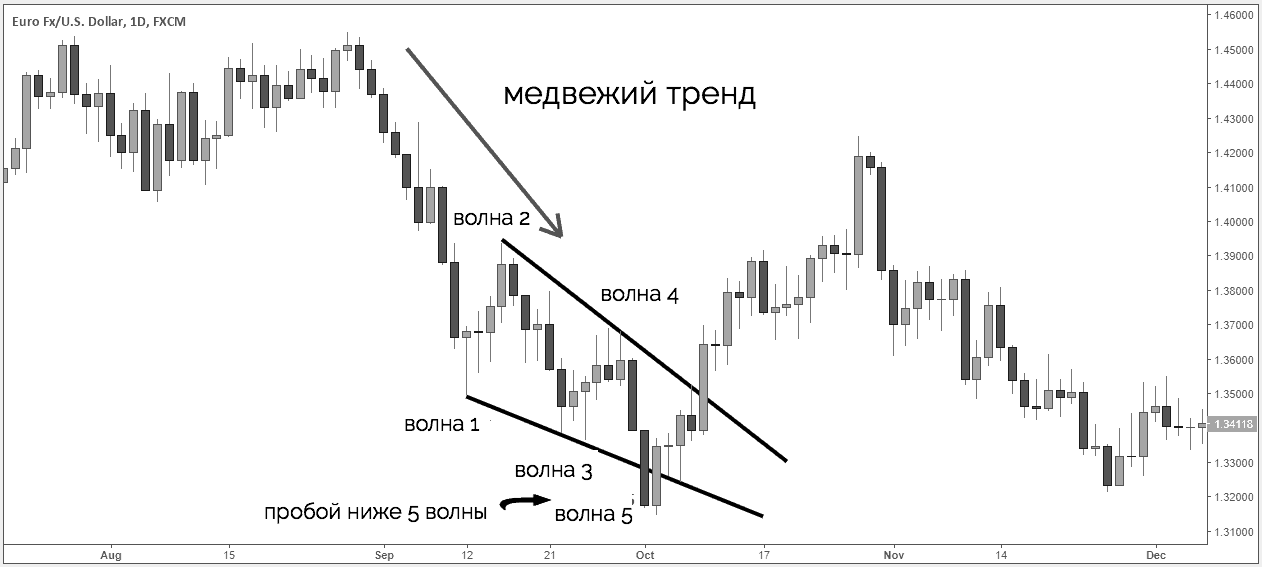 Euro Fx/U.S. Dollar, 1D, FXCM
1.46000
1.45000
1.44000
1.43000
1.42000
1.41000
1.40000
1.39000
1.38000
1.37000
1.36000
1.35000
1.34118
1.33000
1.32000
1.31000
медвежий тренд
волна 2
волна 4
волна 1
волна 3
пробой ниже 5 волны
волна 5
Aug 15 Sep 12 21 Oct 17 Nov 14 Dec